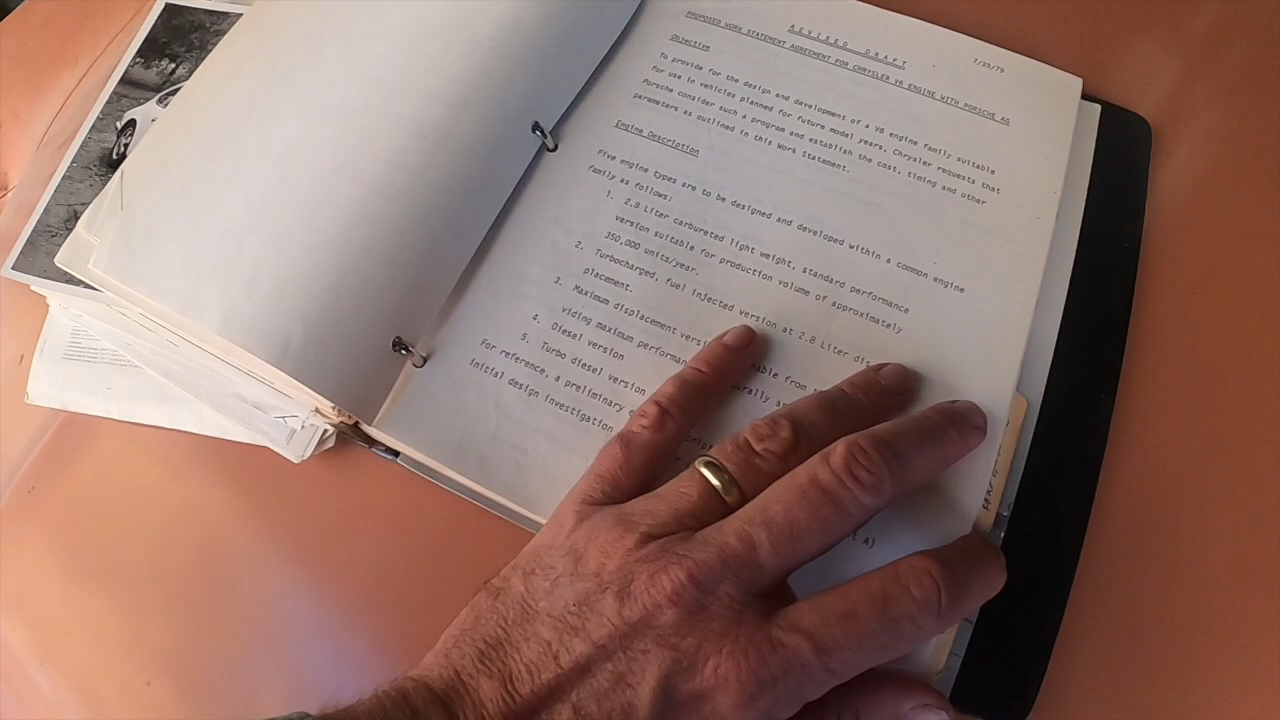 REVISED DRAFT
7/25/79
PROPOSED WORK STATEMENT AGREEMENT FOR CHRYSLER V6 ENGINE WITH PORSCHE AG
Objective
To provide for the design and development of a V6 engine family suitable
for use in vehicles planned for future model years, Chrysler requests that
Porsche consider such a program and establish the cost, timing and other
parameters as outlined in this Work Statement.
Engine Description
Five engine types are to be designed and developed within a common engine
family as follows:
1. 2.8 Liter carbureted light weight, standard performance
version suitable for production volume of approximately
350,000 units/year.
2. Turbocharged, fuel injected version at 2.8 Liter dis
placement.
3. Maximum displacement from
viding maximum
4. Diesel version
5. Turbo diesel version
For reference, a preliminary
initial design investigation
A)